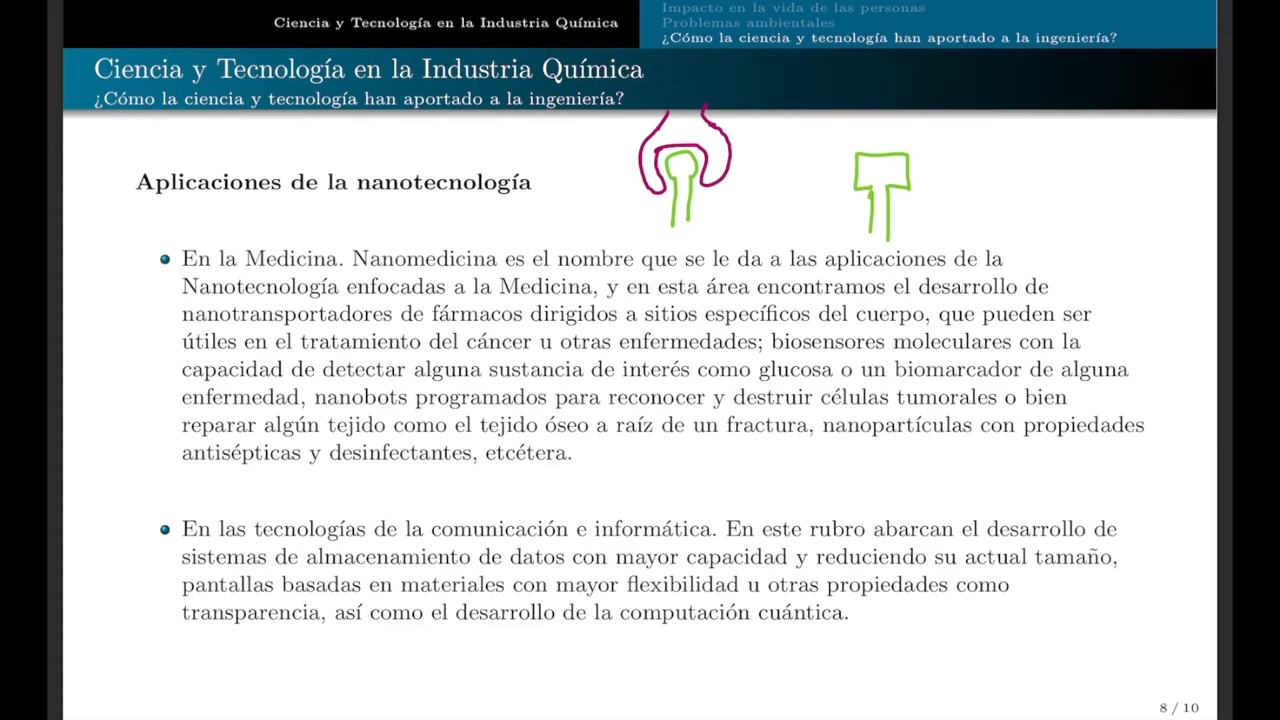 Ciencia y Tecnología en la Industria Química
Impacto en la vida de las personas
Problemas ambientales
¿Cómo la ciencia y tecnología han aportado a la ingeniería?
Ciencia y Tecnología en la Industria Química
¿Cómo la ciencia y tecnología han aportado a la ingeniería?
Aplicaciones de la nanotecnología
En la Medicina. Nanomedicina es el nombre que se le da a las aplicaciones de la
Nanotecnología enfocadas a la Medicina, y en esta área encontramos el desarrollo de
nanotransportadores de fármacos dirigidos a sitios específicos del cuerpo, que pueden ser
útiles en el tratamiento del cáncer u otras enfermedades; biosensores moleculares con la
capacidad de detectar alguna sustancia de interés como glucosa o un biomarcador de alguna
enfermedad, nanobots programados para reconocer y destruir células tumorales o bien
reparar algún tejido como el tejido óseo a raíz de un fractura, nanopartículas con propiedades
antisépticas y desinfectantes, etcétera.
En las tecnologías de la comunicación e informática. En este rubro abarcan el desarrollo de
sistemas de almacenamiento de datos con mayor capacidad y reduciendo su actual tamaño,
pantallas basadas en materiales con mayor flexibilidad u otras propiedades como
transparencia, así como el desarrollo de la computación cuántica.
8 / 10